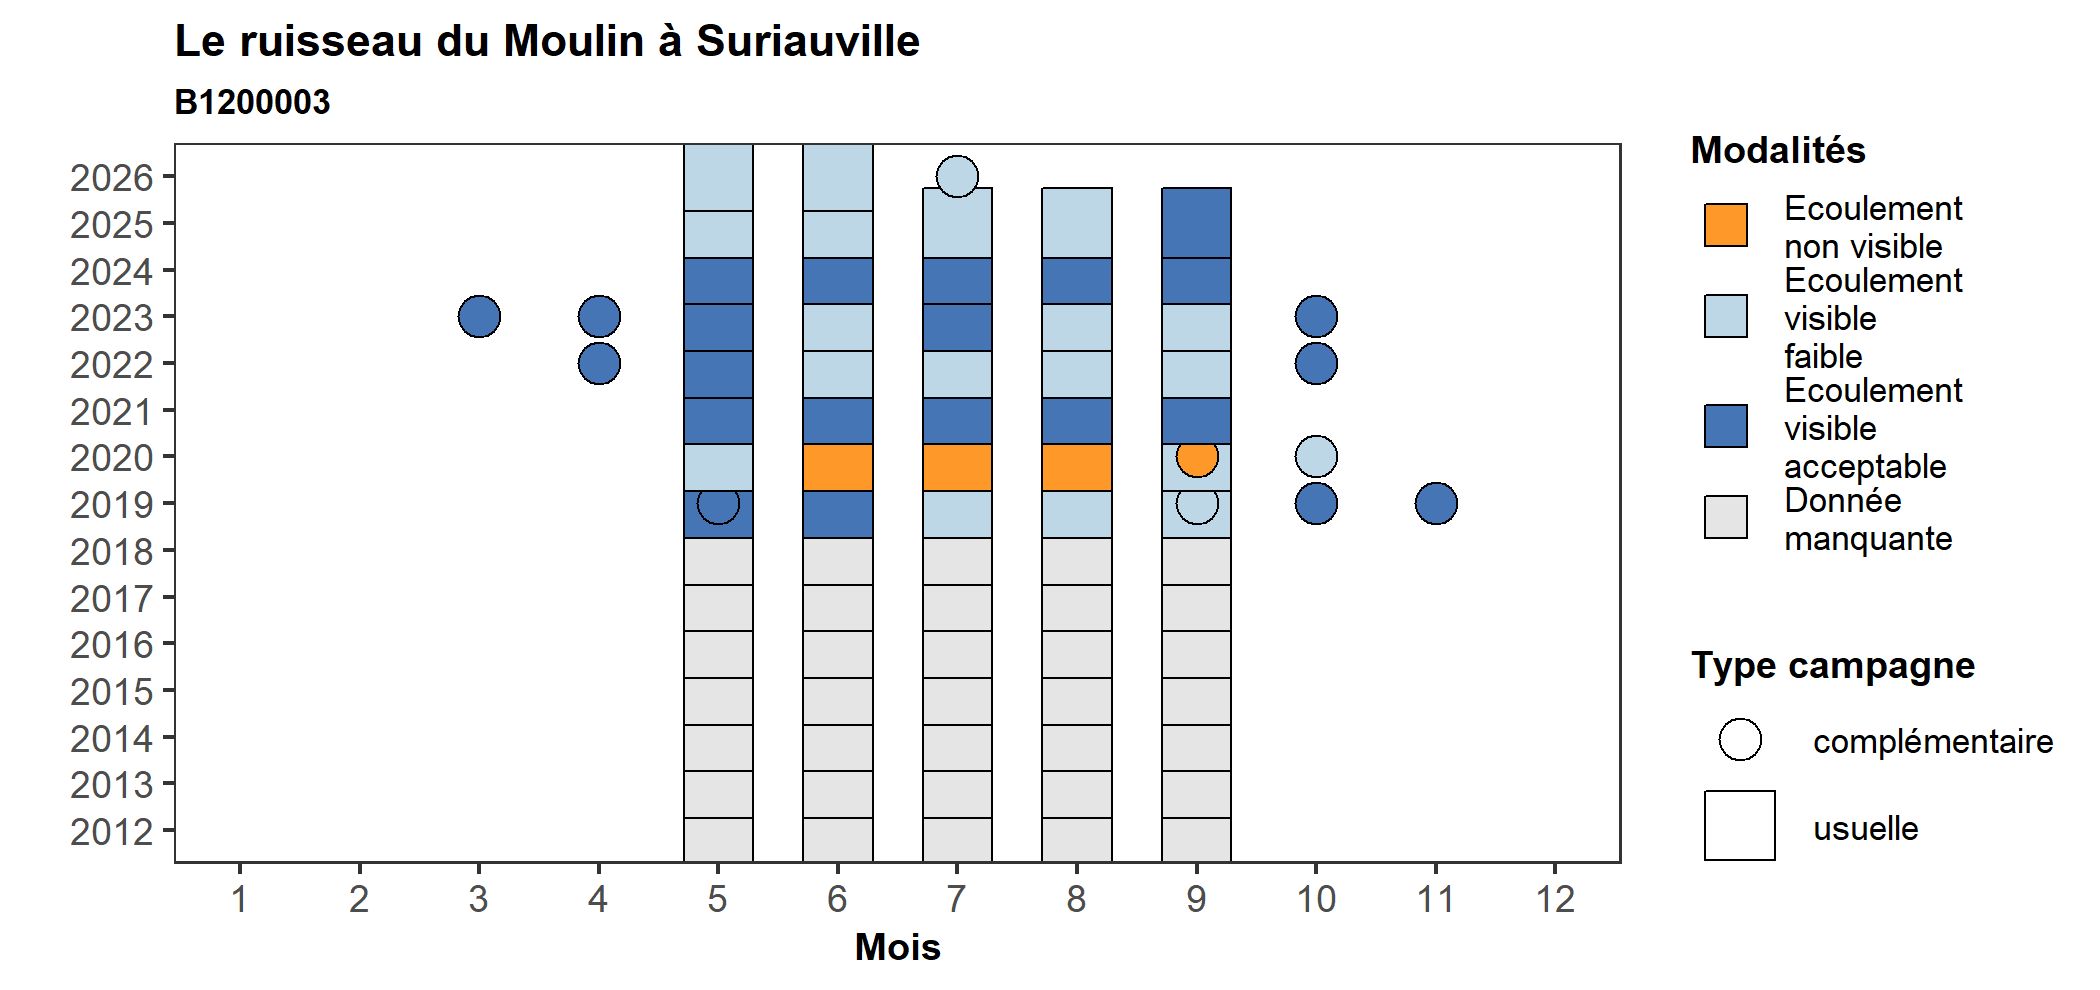 Le ruisseau du Moulin à Suriauville
B1200003
2026
2025
2024
2023
2022
2021
2020
2019
2018
2017
2016
2015
2014
2013
2012
1 2 3 4 5 6 7 8 9 10 11 12
Mois
Modalités
Ecoulement
non visible
Ecoulement
visible
faible
Ecoulement
visible
acceptable
Donnée
manquante
Type campagne
complémentaire
usuelle